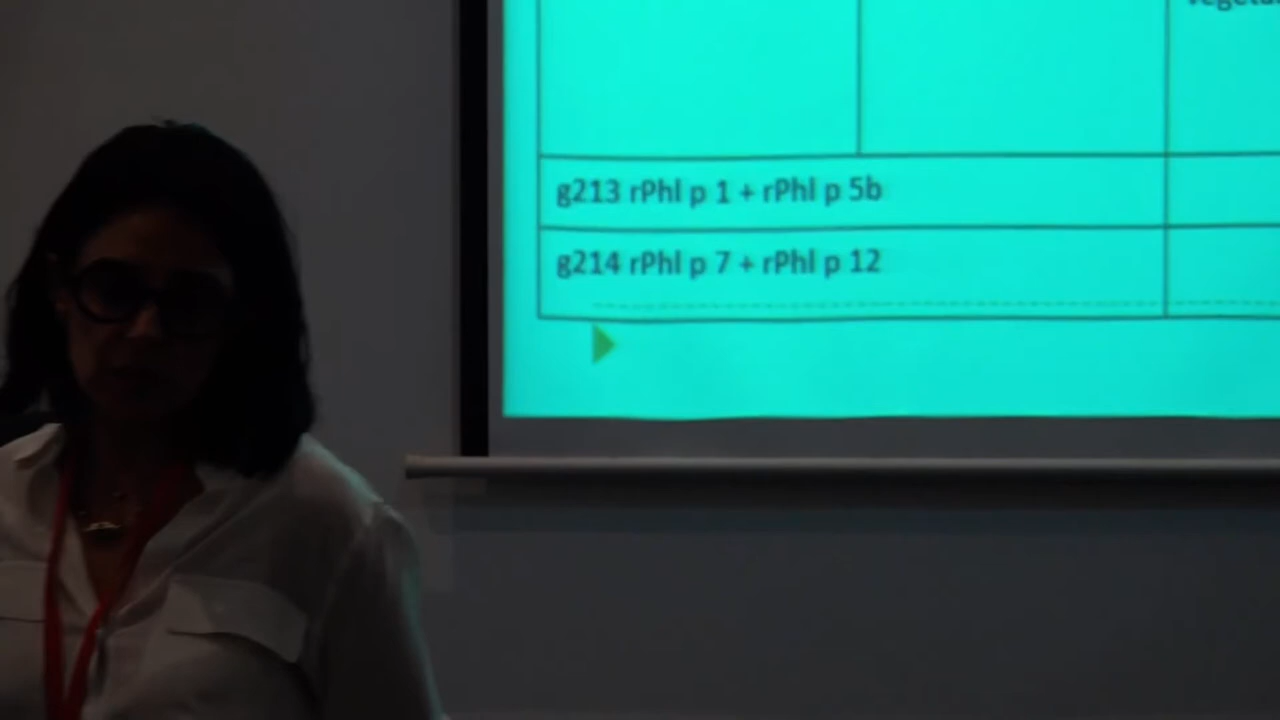 g213 rPhl p 1 + rPhl p 5b
g214 rPhl p 7 + rPhl p 12